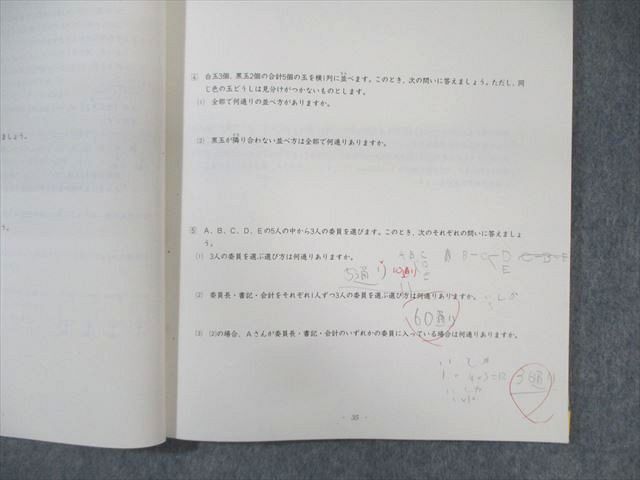 ましょう。
④ 白玉3個、黒玉2個の合計5個の玉を横1列に並べます。このとき、次の問いに答えましょう。ただし、同
じ色の玉どうしは見分けがつかないものとします。
(1) 全部で何通りの並べ方がありますか。
(2) 黒玉が隣り合わない並べ方は全部で何通りありますか。
⑤ A、B、C、D、Eの5人の中から3人の委員を選びます。このとき、次のそれぞれの問いに答えましょ
う。
(1) 3人の委員を選ぶ選び方は何通りありますか。
A B C
B-C-D
E
10通り
(2) 委員長・書記・会計をそれぞれ1人ずつ3人の委員を選ぶ選び方は何通りありますか。
60通り
(3) (2)の場合、Aさんが委員長・書記・会計のいずれかの委員に入っている場合は何通りありますか。
36通り
- 35 -